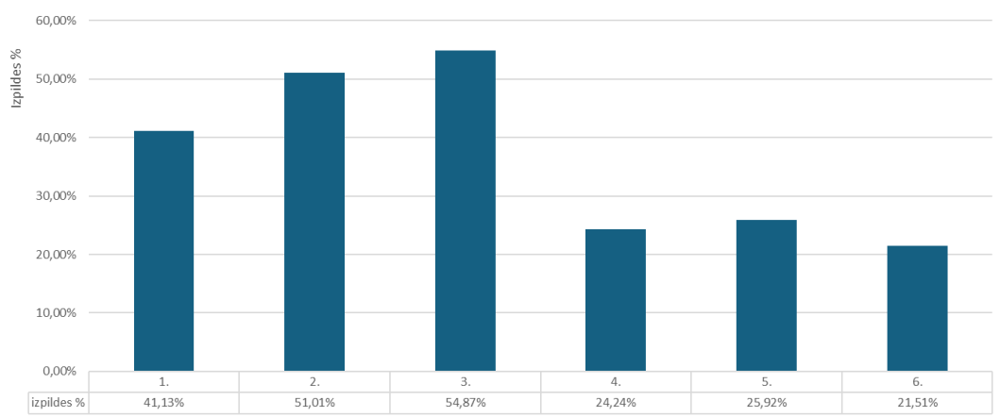 60,00%
Izpildes %
50,00%
40,00%
30,00%
20,00%
10,00%
0,00%
1. 2. 3. 4. 5. 6.
izpildes % 41,13% 51,01% 54,87% 24,24% 25,92% 21,51%